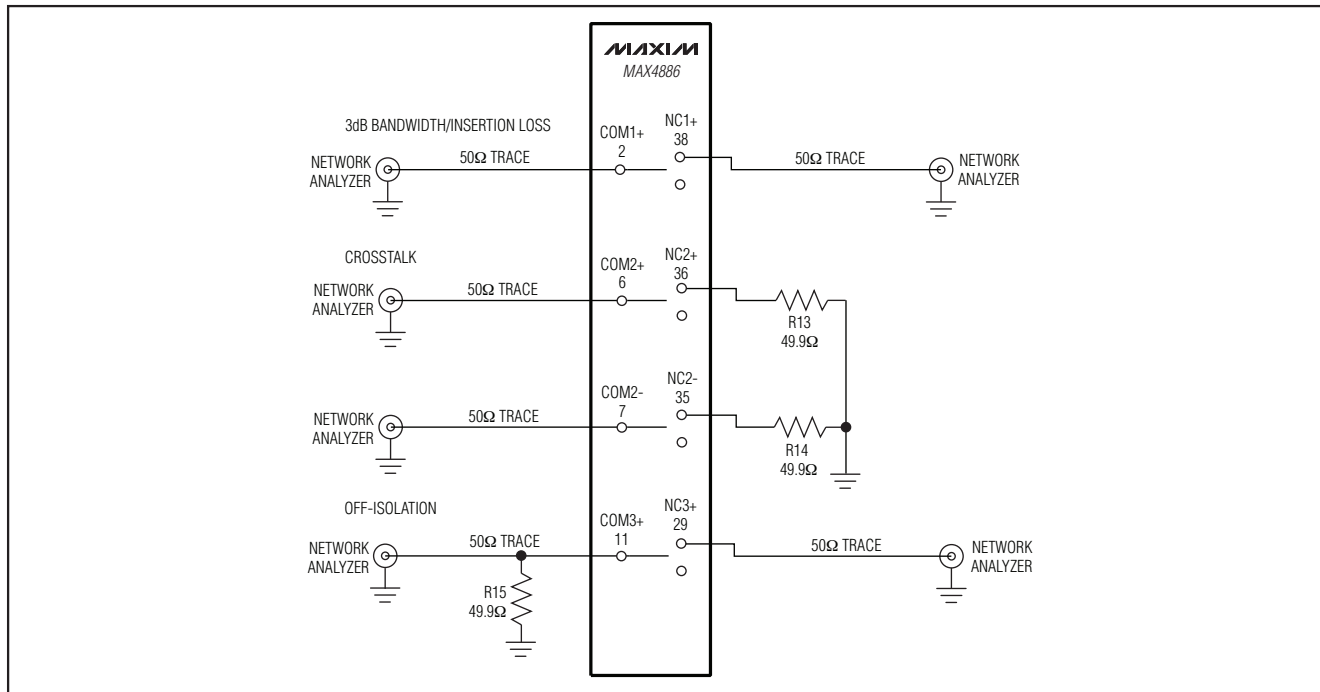 MAXIM
MAX4886
3dB BANDWIDTH/INSERTION LOSS
NETWORK
ANALYZER
50Ω TRACE
COM1+
2
NC1+
38
50Ω TRACE
NETWORK
ANALYZER
CROSSTALK
NETWORK
ANALYZER
50Ω TRACE
COM2+
6
NC2+
36
R13
49.9Ω
NETWORK
ANALYZER
50Ω TRACE
COM2-
7
NC2-
35
R14
49.9Ω
OFF-ISOLATION
NETWORK
ANALYZER
50Ω TRACE
R15
49.9Ω
COM3+
11
NC3+
29
50Ω TRACE
NETWORK
ANALYZER